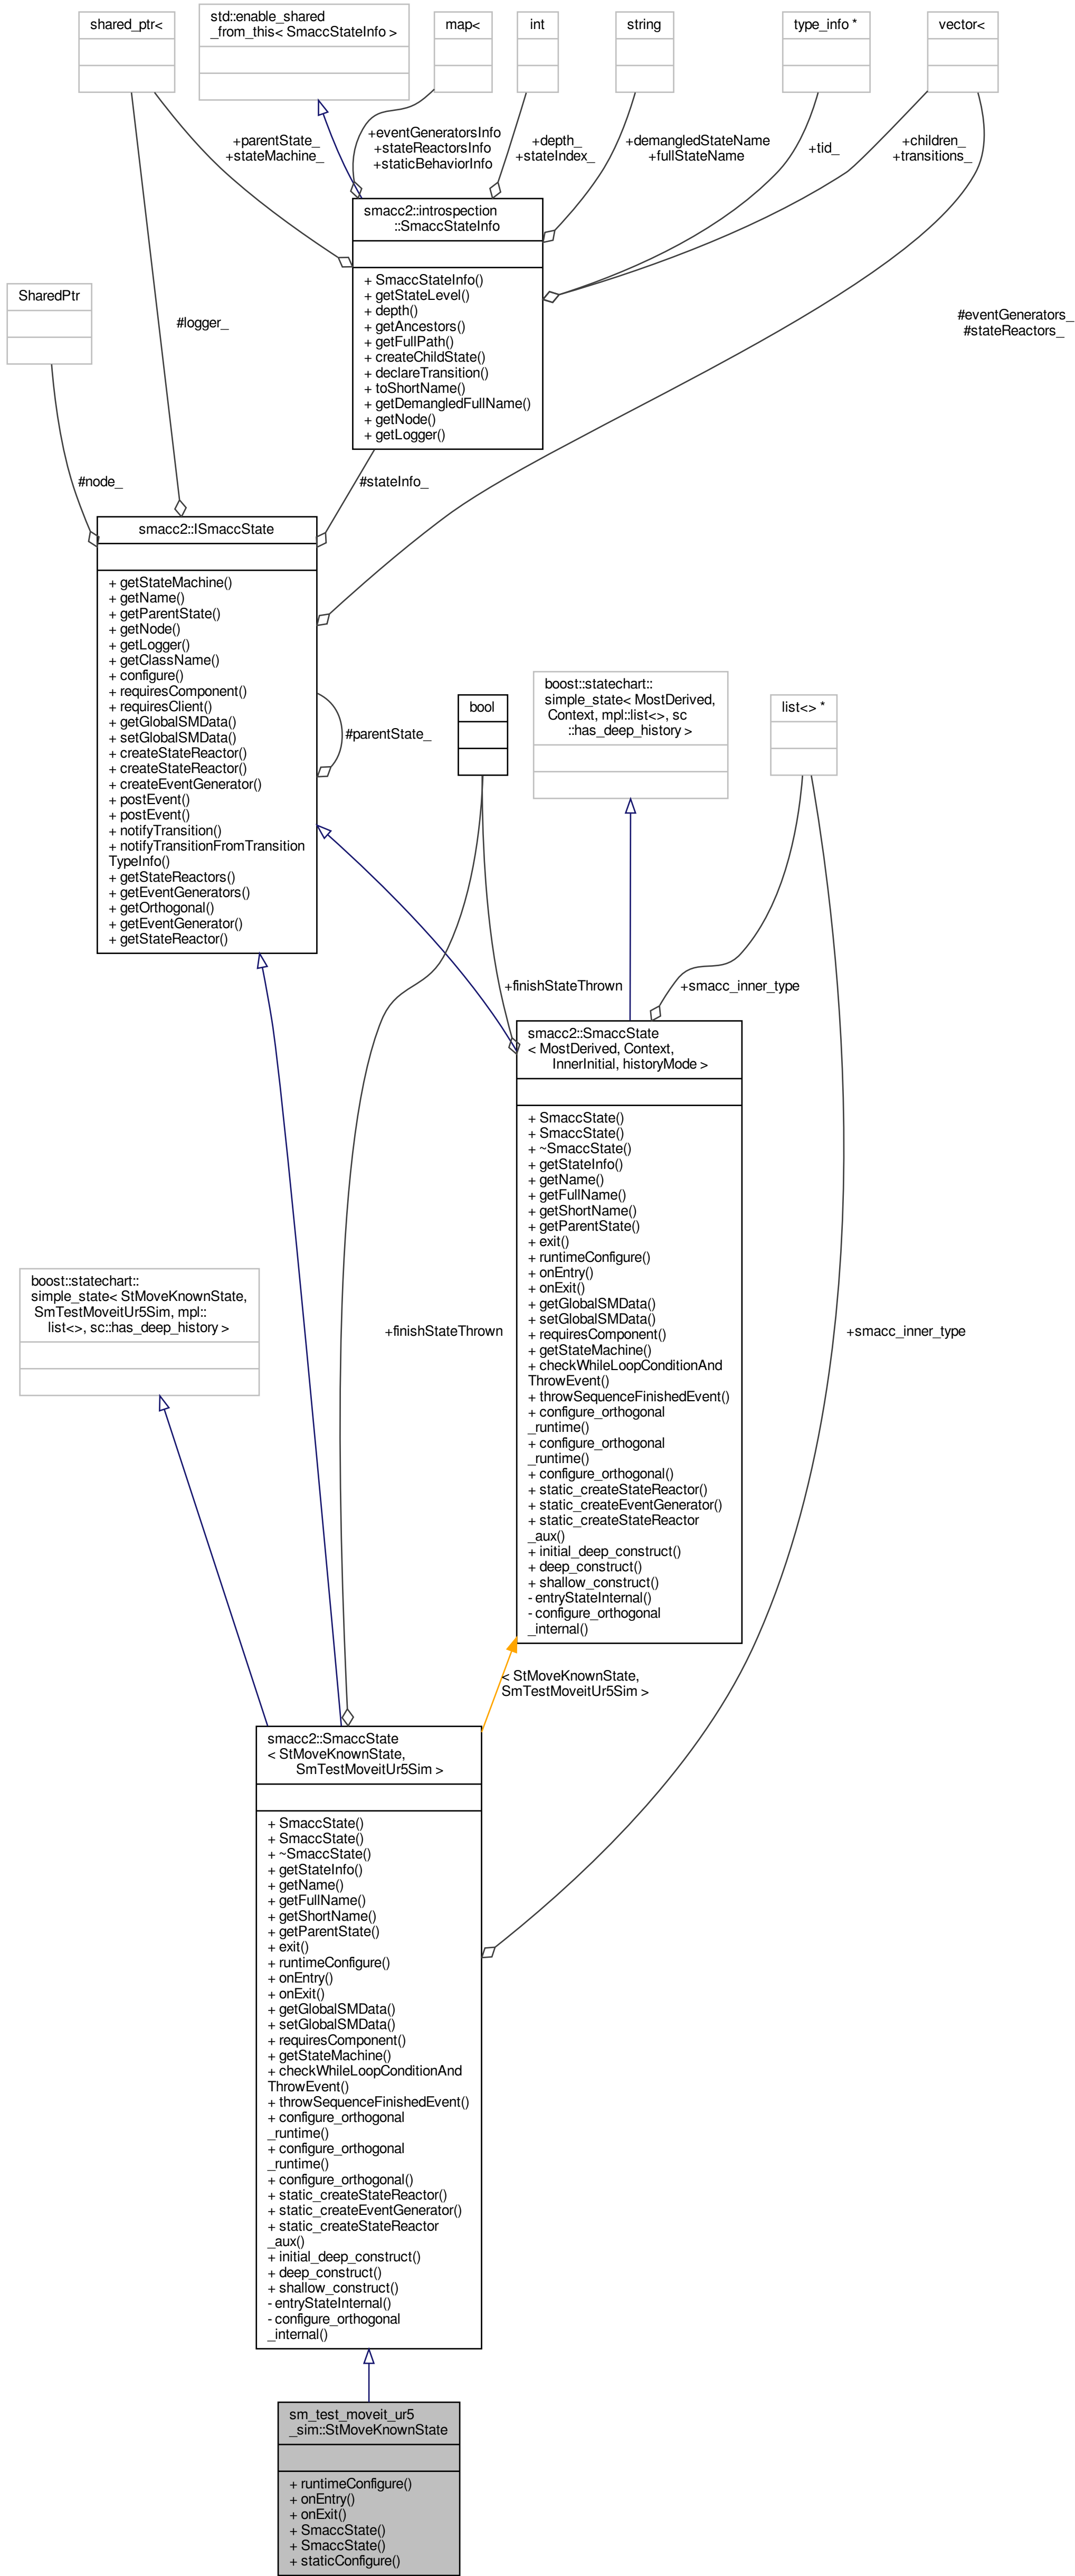 shared_ptr<
std::enable_shared
_from_this< SmaccStateInfo >
map<
int
string
type_info *
vector<
+parentState_
+stateMachine_
+eventGeneratorsInfo
+stateReactorsInfo
+staticBehaviorInfo
+depth_
+stateIndex_
+demangledStateName
+fullStateName
+tid_
+children_
+transitions_
smacc2::introspection
::SmaccStateInfo
+ SmaccStateInfo()
+ getStateLevel()
+ depth()
+ getAncestors()
+ getFullPath()
+ createChildState()
+ declareTransition()
+ toShortName()
+ getDemangledFullName()
+ getNode()
+ getLogger()
SharedPtr
#logger_
#eventGenerators_
#stateReactors_
#node_
#stateInfo_
smacc2::ISmaccState
+ getStateMachine()
+ getName()
+ getParentState()
+ getNode()
+ getLogger()
+ getClassName()
+ configure()
+ requiresComponent()
+ requiresClient()
+ getGlobalSMData()
+ setGlobalSMData()
+ createStateReactor()
+ createStateReactor()
+ createEventGenerator()
+ postEvent()
+ postEvent()
+ notifyTransition()
+ notifyTransitionFromTransition
TypeInfo()
+ getStateReactors()
+ getEventGenerators()
+ getOrthogonal()
+ getEventGenerator()
+ getStateReactor()
#parentState_
bool
boost::statechart::
simple_state< MostDerived,
Context, mpl::list<>, sc
::has_deep_history >
list<> *
+finishStateThrown
+smacc_inner_type
smacc2::SmaccState
< MostDerived, Context,
InnerInitial, historyMode >
+ SmaccState()
+ SmaccState()
+ ~SmaccState()
+ getStateInfo()
+ getName()
+ getFullName()
+ getShortName()
+ getParentState()
+ exit()
+ runtimeConfigure()
+ onEntry()
+ onExit()
+ getGlobalSMData()
+ setGlobalSMData()
+ requiresComponent()
+ getStateMachine()
+ checkWhileLoopConditionAnd
ThrowEvent()
+ throwSequenceFinishedEvent()
+ configure_orthogonal
_runtime()
+ configure_orthogonal
_runtime()
+ configure_orthogonal()
+ static_createStateReactor()
+ static_createEventGenerator()
+ static_createStateReactor
_aux()
+ initial_deep_construct()
+ deep_construct()
+ shallow_construct()
- entryStateInternal()
- configure_orthogonal
_internal()
boost::statechart::
simple_state< StMoveKnownState,
SmTestMoveitUr5Sim, mpl::
list<>, sc::has_deep_history >
+finishStateThrown
+smacc_inner_type
< StMoveKnownState,
SmTestMoveitUr5Sim >
smacc2::SmaccState
< StMoveKnownState,
SmTestMoveitUr5Sim >
+ SmaccState()
+ SmaccState()
+ ~SmaccState()
+ getStateInfo()
+ getName()
+ getFullName()
+ getShortName()
+ getParentState()
+ exit()
+ runtimeConfigure()
+ onEntry()
+ onExit()
+ getGlobalSMData()
+ setGlobalSMData()
+ requiresComponent()
+ getStateMachine()
+ checkWhileLoopConditionAnd
ThrowEvent()
+ throwSequenceFinishedEvent()
+ configure_orthogonal
_runtime()
+ configure_orthogonal
_runtime()
+ configure_orthogonal()
+ static_createStateReactor()
+ static_createEventGenerator()
+ static_createStateReactor
_aux()
+ initial_deep_construct()
+ deep_construct()
+ shallow_construct()
- entryStateInternal()
- configure_orthogonal
_internal()
sm_test_moveit_ur5
_sim::StMoveKnownState
+ runtimeConfigure()
+ onEntry()
+ onExit()
+ SmaccState()
+ SmaccState()
+ staticConfigure()